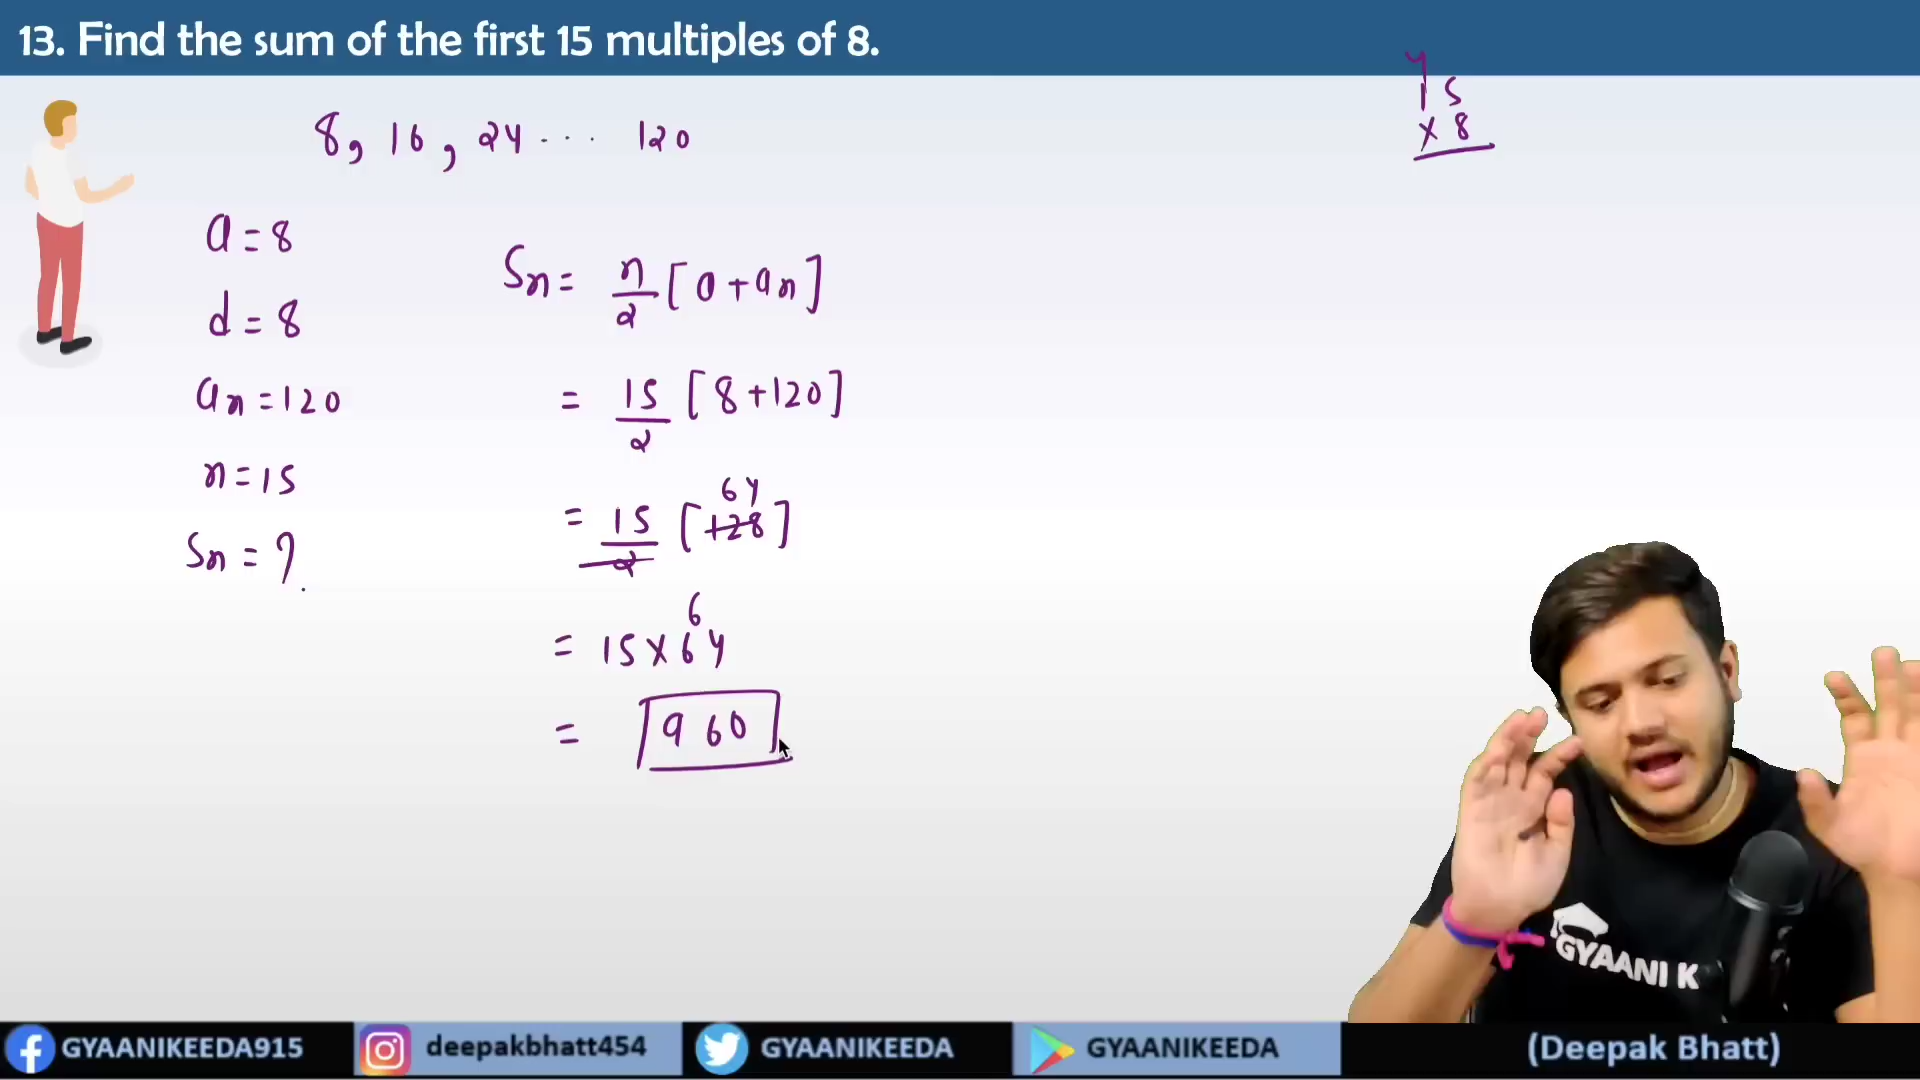 13. Find the sum of the first 15 multiples of 8.
4
15
× 8
8, 16, 24 ... 120
a = 8
d = 8
an = 120
n = 15
Sn = ?
Sn = n/2 [a + an]
= 15/2 [8 + 120]
64
= 15/2 [128]
6
= 15 × 64
= 960
GYAANI K
GYAANIKEEDA915
deepakbhatt454
GYAANIKEEDA
GYAANIKEEDA
(Deepak Bhatt)